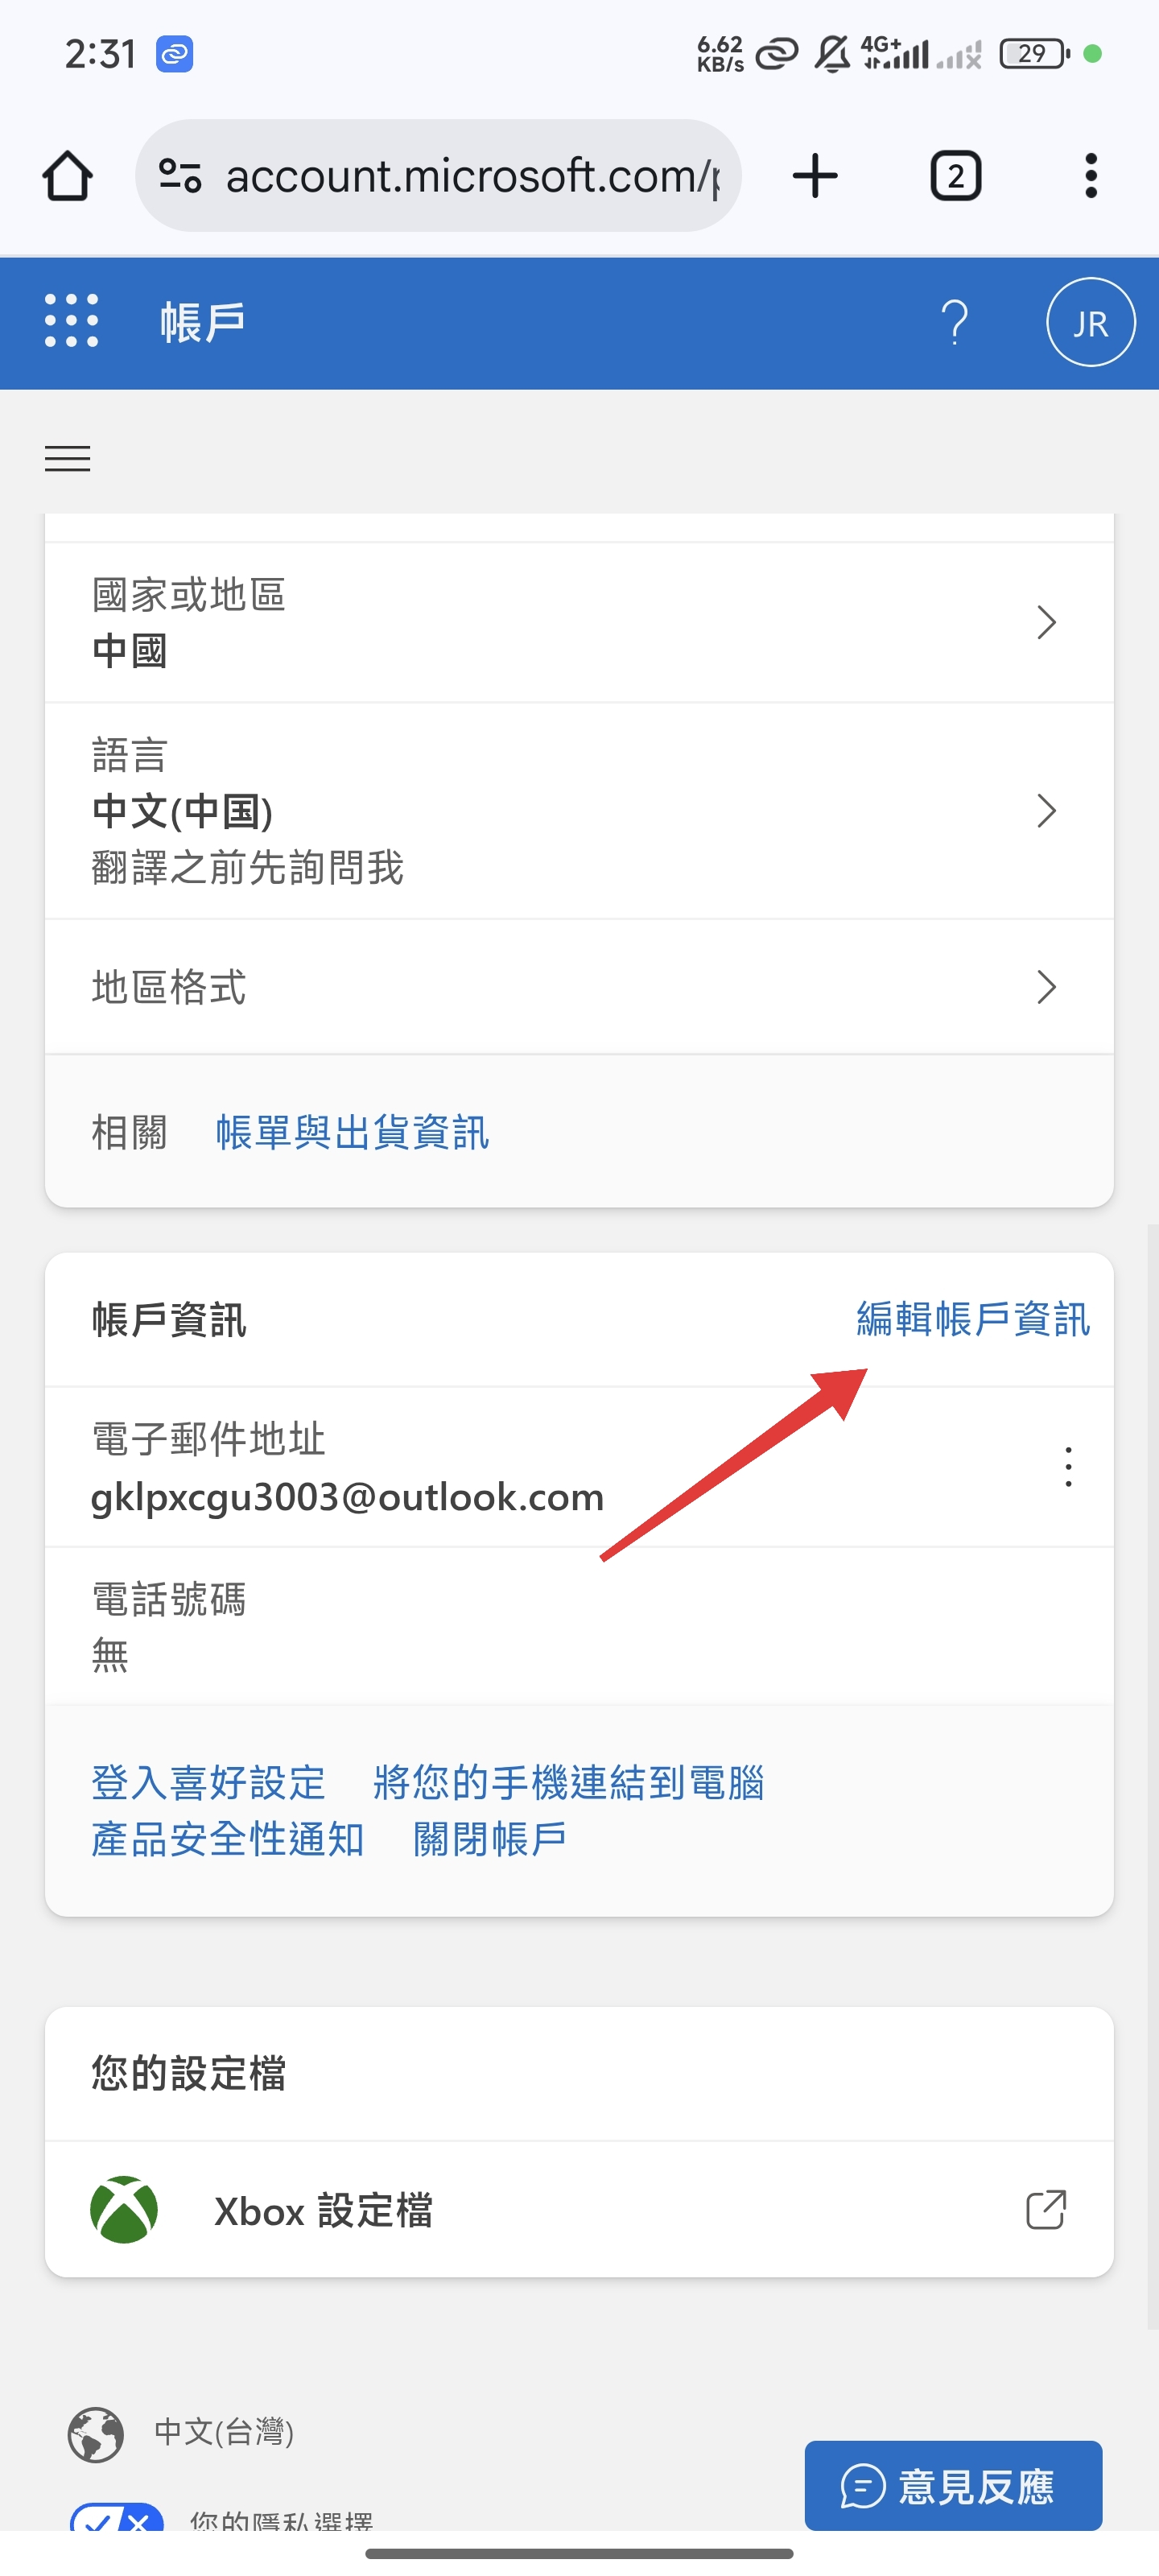 2:31
6.62 KB/s
4G+
29
account.microsoft.com/
2
帳戶
?
JR
國家或地區
中國
語言
中文(中国)
翻譯之前先詢問我
地區格式
相關 帳單與出貨資訊
帳戶資訊 編輯帳戶資訊
電子郵件地址
gklpxcgu3003@outlook.com
電話號碼
無
登入喜好設定 將您的手機連結到電腦
產品安全性通知 關閉帳戶
您的設定檔
Xbox 設定檔
中文(台灣)
意見反應
您的隱私選擇